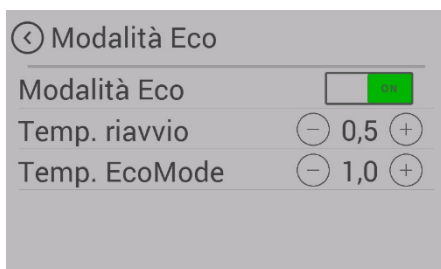 Modalità Eco
Modalità Eco ON
Temp. riavvio 0,5
Temp. EcoMode 1,0